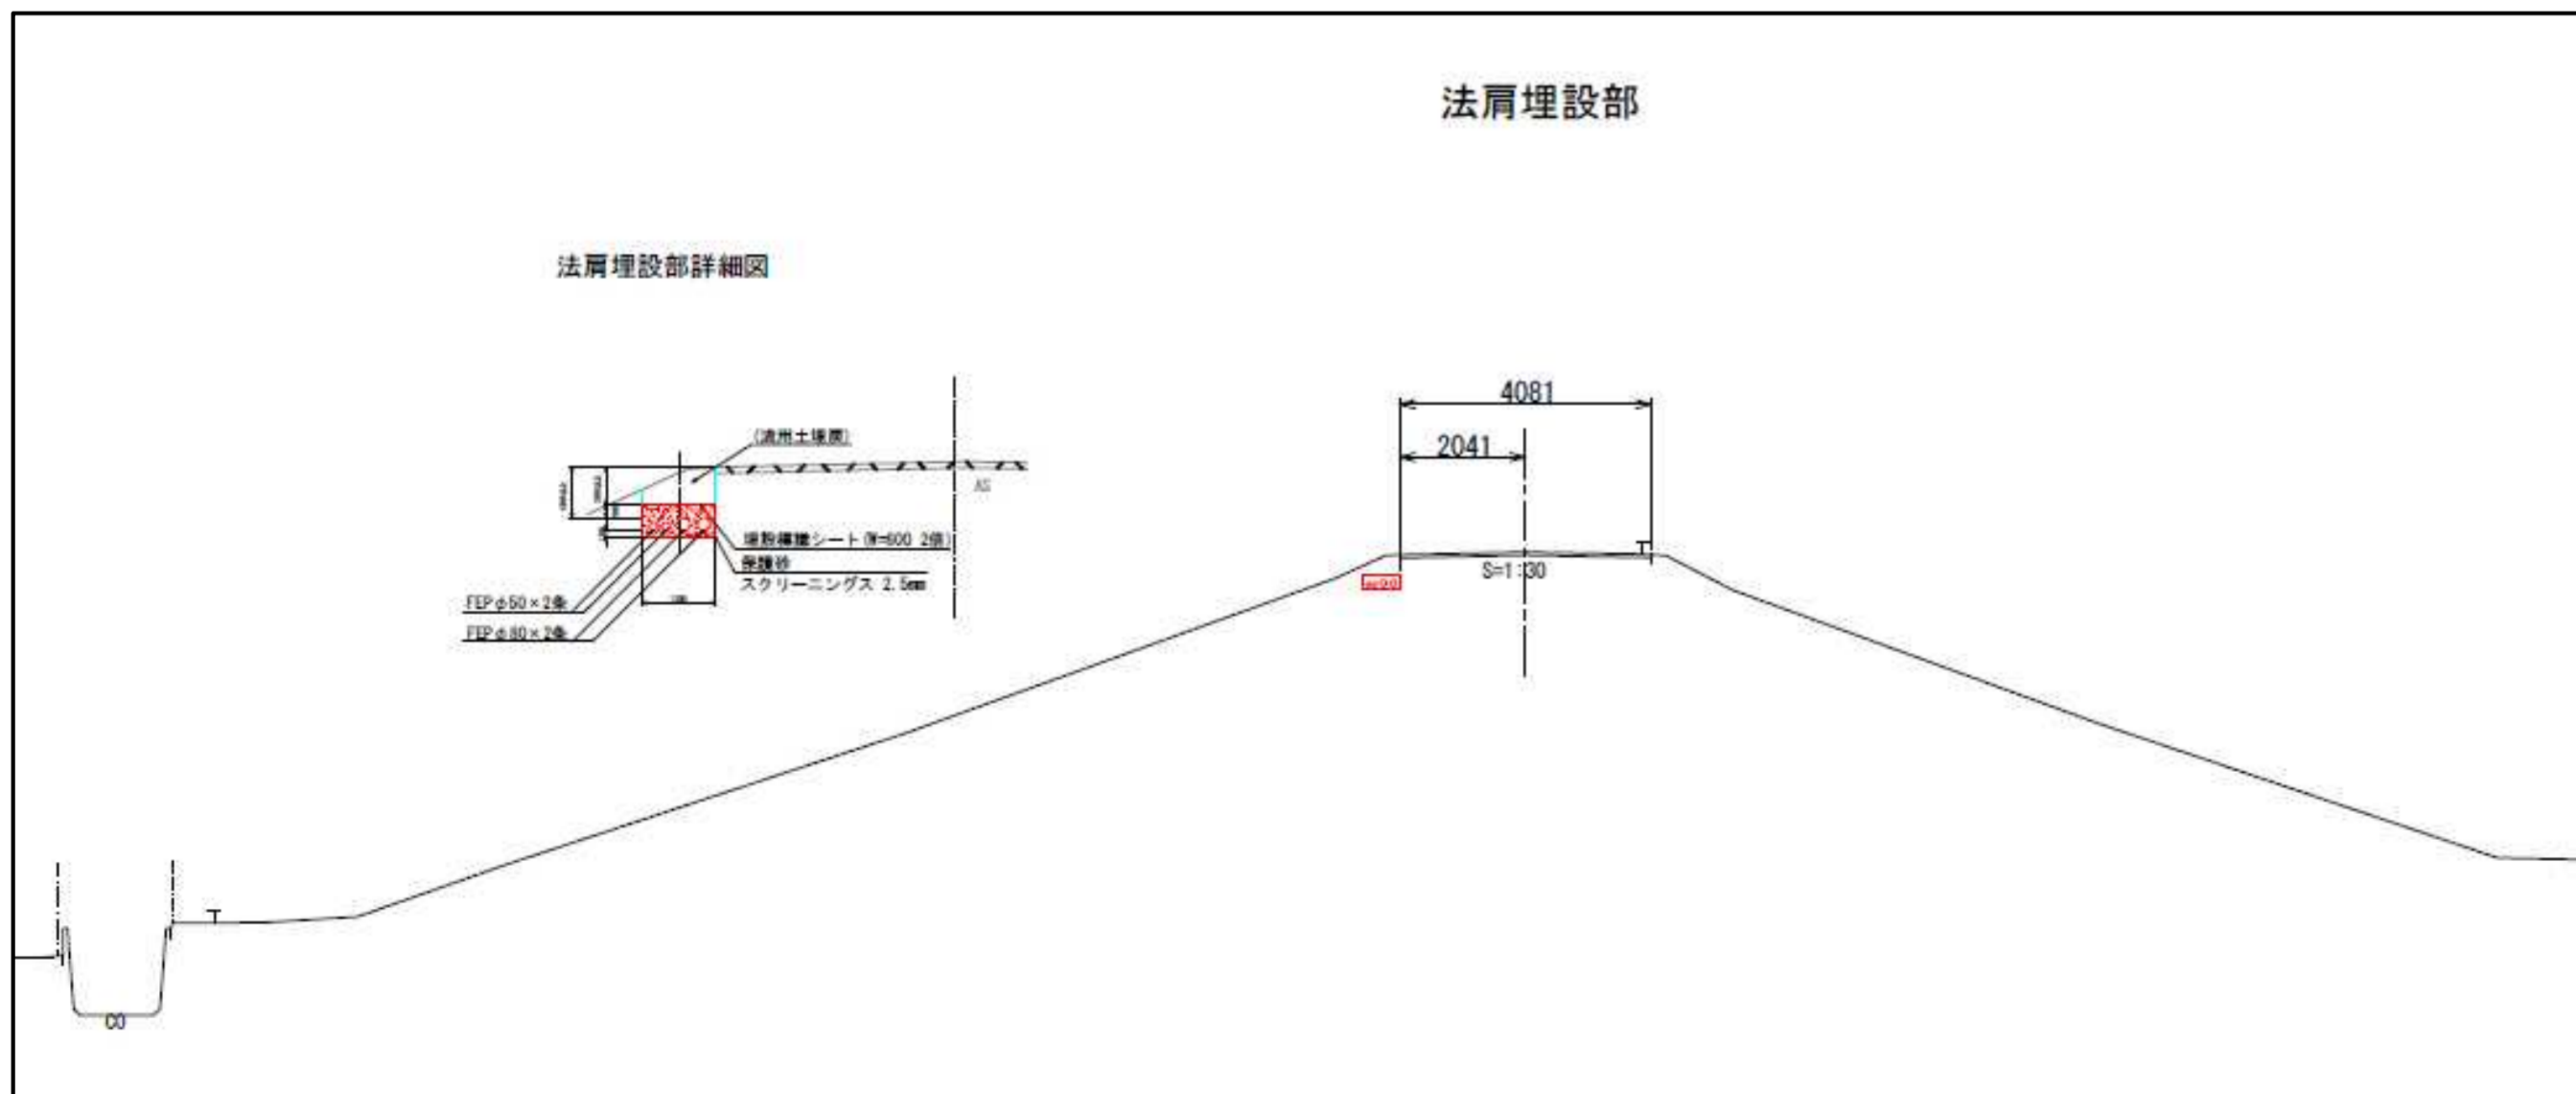 法肩埋設部
法肩埋設部詳細図
4081
(流用土埋戻)
2041
AS
埋設標識シート(W=600 2倍)
保護砂
スクリーニングス 2.5mm
S=1:30
FEPφ50×2条
FEPφ80×2条
CO